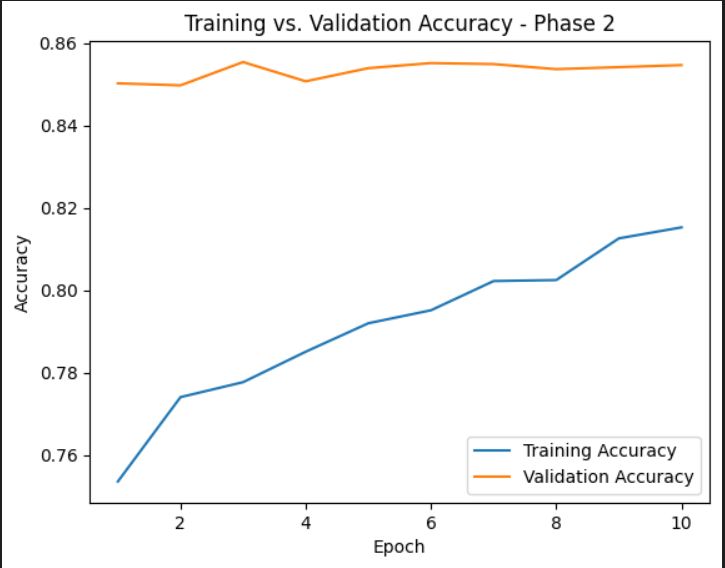 Training vs. Validation Accuracy - Phase 2
0.86
0.84
0.82
0.80
0.78
0.76
Accuracy
Training Accuracy
Validation Accuracy
2 4 6 8 10
Epoch